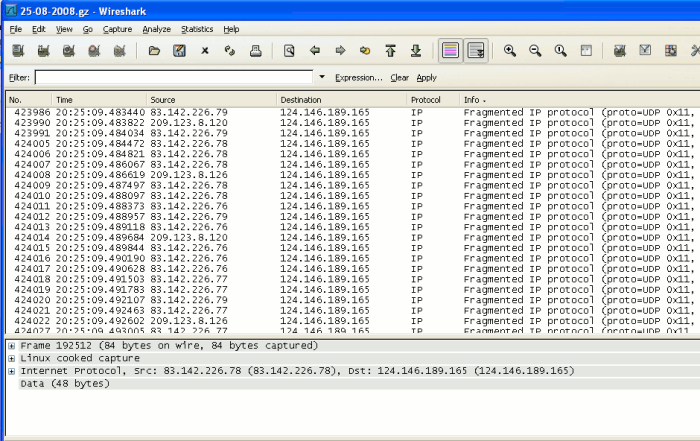 25-08-2008.gz - Wireshark
File Edit View Go Capture Analyze Statistics Help
Filter: Expression... Clear Apply
No. Time Source Destination Protocol Info
423986 20:25:09.483440 83.142.226.79 124.146.189.165 IP Fragmented IP protocol (proto=UDP 0x11,
423990 20:25:09.483822 209.123.8.120 124.146.189.165 IP Fragmented IP protocol (proto=UDP 0x11,
423991 20:25:09.484034 83.142.226.79 124.146.189.165 IP Fragmented IP protocol (proto=UDP 0x11,
424005 20:25:09.484472 83.142.226.78 124.146.189.165 IP Fragmented IP protocol (proto=UDP 0x11,
424006 20:25:09.484821 83.142.226.78 124.146.189.165 IP Fragmented IP protocol (proto=UDP 0x11,
424007 20:25:09.486067 83.142.226.78 124.146.189.165 IP Fragmented IP protocol (proto=UDP 0x11,
424008 20:25:09.486619 209.123.8.126 124.146.189.165 IP Fragmented IP protocol (proto=UDP 0x11,
424009 20:25:09.487497 83.142.226.78 124.146.189.165 IP Fragmented IP protocol (proto=UDP 0x11,
424010 20:25:09.488097 83.142.226.78 124.146.189.165 IP Fragmented IP protocol (proto=UDP 0x11,
424011 20:25:09.488373 83.142.226.76 124.146.189.165 IP Fragmented IP protocol (proto=UDP 0x11,
424012 20:25:09.488957 83.142.226.79 124.146.189.165 IP Fragmented IP protocol (proto=UDP 0x11,
424013 20:25:09.489118 83.142.226.76 124.146.189.165 IP Fragmented IP protocol (proto=UDP 0x11,
424014 20:25:09.489684 209.123.8.120 124.146.189.165 IP Fragmented IP protocol (proto=UDP 0x11,
424015 20:25:09.489844 83.142.226.76 124.146.189.165 IP Fragmented IP protocol (proto=UDP 0x11,
424016 20:25:09.490190 83.142.226.76 124.146.189.165 IP Fragmented IP protocol (proto=UDP 0x11,
424017 20:25:09.490628 83.142.226.76 124.146.189.165 IP Fragmented IP protocol (proto=UDP 0x11,
424018 20:25:09.491503 83.142.226.77 124.146.189.165 IP Fragmented IP protocol (proto=UDP 0x11,
424019 20:25:09.491783 83.142.226.77 124.146.189.165 IP Fragmented IP protocol (proto=UDP 0x11,
424020 20:25:09.492107 83.142.226.79 124.146.189.165 IP Fragmented IP protocol (proto=UDP 0x11,
424021 20:25:09.492463 83.142.226.77 124.146.189.165 IP Fragmented IP protocol (proto=UDP 0x11,
424022 20:25:09.492602 209.123.8.126 124.146.189.165 IP Fragmented IP protocol (proto=UDP 0x11,
424027 20:25:09.493005 83.142.226.77 124.146.189.165 IP Fragmented IP protocol (proto=UDP 0x11,
Frame 192512 (84 bytes on wire, 84 bytes captured)
Linux cooked capture
Internet Protocol, Src: 83.142.226.78 (83.142.226.78), Dst: 124.146.189.165 (124.146.189.165)
Data (48 bytes)